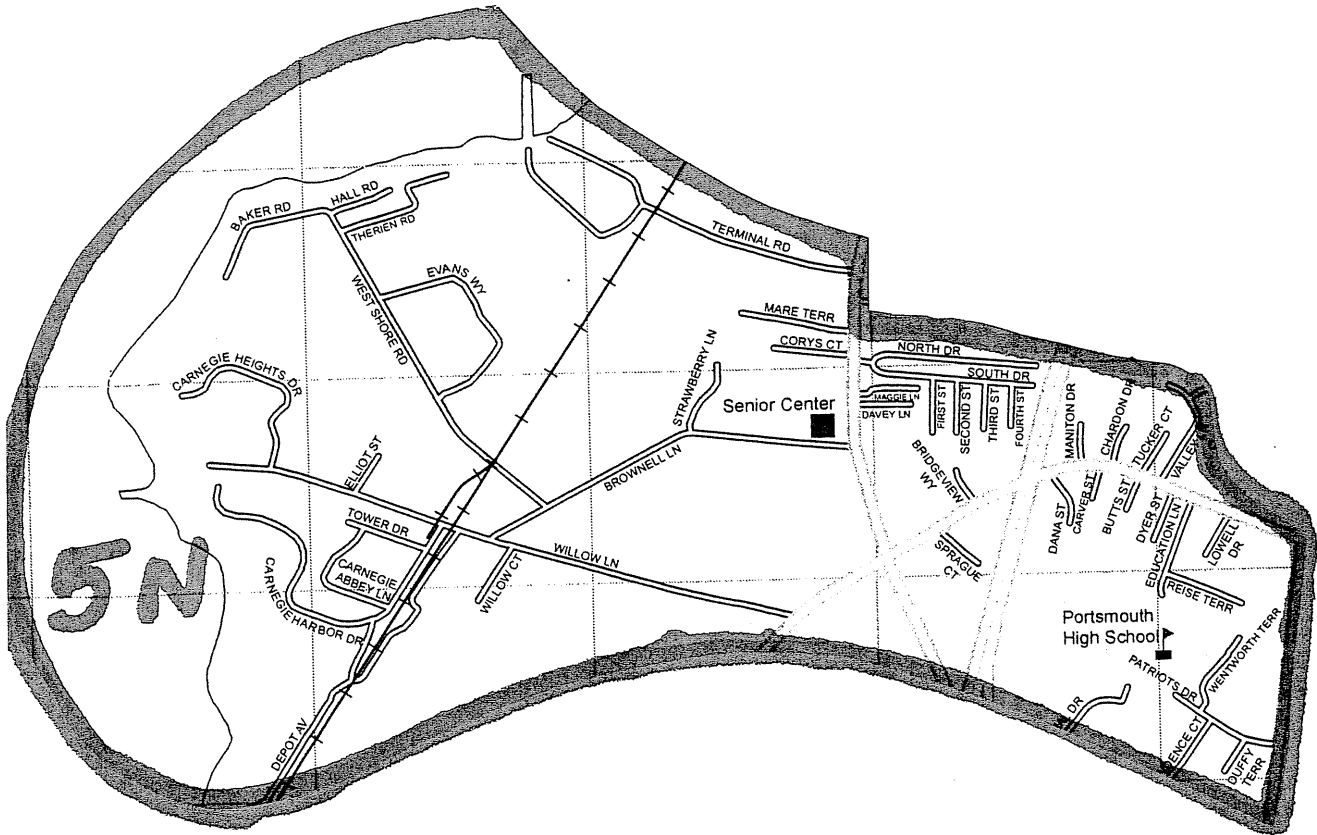 BAKER RD
HALL RD
THERIEN RD
TERMINAL RD
EVANS WY
WEST SHORE RD
MARE TERR
CORYS CT
NORTH DR
SOUTH DR
CARNEGIE HEIGHTS DR
STRAWBERRY LN
Senior Center
MAGGIE LN
DAVEY LN
FIRST ST
SECOND ST
THIRD ST
FOURTH ST
MANITON DR
CHARDON DR
TUCKER CT
VALLEY
ELLIOT ST
BROWNELL LN
BRIDGEVIEW
WY
DANA ST
CARVER ST
BUTTS ST
DYER ST
EDUCATION LN
LOWELL
DR
TOWER DR
WILLOW LN
SPRAGUE
CT
5N
CARNEGIE
ABBEY LN
WILLOW CT
REISE TERR
CARNEGIE HARBOR DR
Portsmouth
High School
WENTWORTH TERR
PATRIOTS DR
DR
DEPOT AV
DENCE CT
DUFFY
TERR